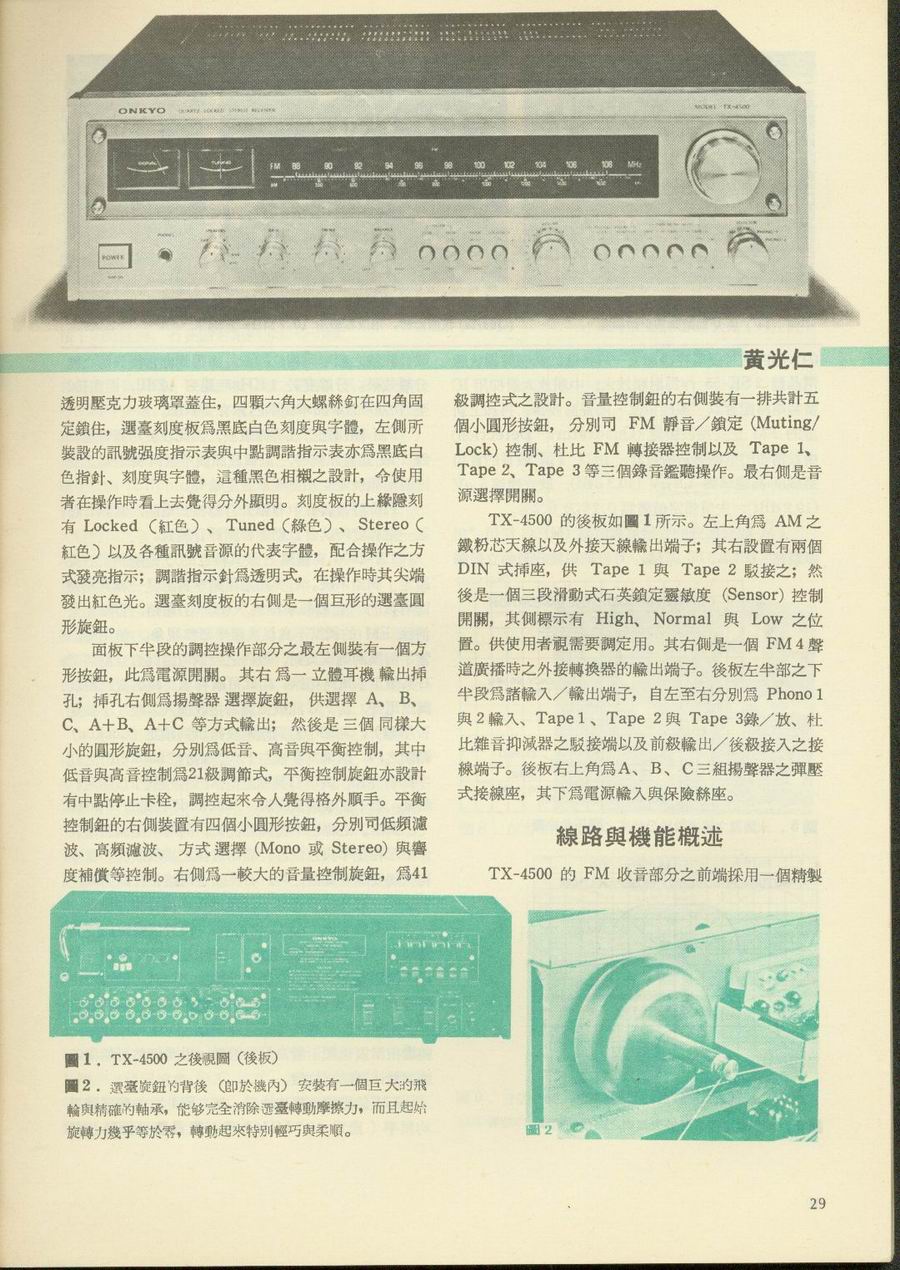 ONKYO QUARTZ LOCKED STEREO RECEIVER
MODEL TX-4500
SIGNAL
TUNING
FM 88 90 92 94 96 98 100 102 104 106 108 MHz
AM
POWER
PHONES
黃光仁
透明壓克力玻璃罩蓋住，四顆六角大螺絲釘在四角固
定鎖住，選臺刻度板爲黑底白色刻度與字體，左側所
裝設的訊號强度指示表與中點調諧指示表亦爲黑底白
色指針、刻度與字體，這種黑色相襯之設計，令使用
者在操作時看上去覺得分外顯明。刻度板的上緣隱刻
有 Locked（紅色）、Tuned（綠色）、Stereo（
紅色）以及各種訊號音源的代表字體，配合操作之方
式發亮指示；調諧指示針爲透明式，在操作時其尖端
發出紅色光。選臺刻度板的右側是一個巨形的選臺圓
形旋鈕。
面板下半段的調控操作部分之最左側裝有一個方
形按鈕，此爲電源開關。其右爲一立體耳機輸出揷
孔；揷孔右側爲揚聲器選擇旋鈕，供選擇 A、B、
C、A+B、A+C 等方式輸出；然後是三個同樣大
小的圓形旋鈕，分別爲低音、高音與平衡控制，其中
低音與高音控制爲21級調節式，平衡控制旋鈕亦設計
有中點停止卡栓，調控起來令人覺得格外順手。平衡
控制鈕的右側裝置有四個小圓形按鈕，分別司低頻濾
波、高頻濾波、方式選擇 (Mono 或 Stereo) 與響
度補償等控制。右側爲一較大的音量控制旋鈕，爲41
級調控式之設計。音量控制鈕的右側裝有一排共計五
個小圓形按鈕，分別司 FM 靜音／鎖定 (Muting/
Lock) 控制、杜比 FM 轉接器控制以及 Tape 1、
Tape 2、Tape 3 等三個錄音鑑聽操作。最右側是音
源選擇開關。
TX-4500 的後板如圖1所示。左上角爲 AM 之
鐵粉芯天線以及外接天線輸出端子；其右設置有兩個
DIN 式揷座，供 Tape 1 與 Tape 2 駁接之；然
後是一個三段滑動式石英鎖定靈敏度 (Sensor) 控制
開關，其側標示有 High、Normal 與 Low 之位
置。供使用者視需要調定用。其右側是一個 FM 4 聲
道廣播時之外接轉換器的輸出端子。後板左半部之下
半段爲諸輸入／輸出端子，自左至右分別爲 Phono 1
與 2 輸入、Tape 1、Tape 2 與 Tape 3錄／放、杜
比雜音抑減器之駁接端以及前級輸出／後級接入之接
線端子。後板右上角爲A、B、C三組揚聲器之彈壓
式接線座，其下爲電源輸入與保險絲座。
線路與機能概述
TX-4500 的 FM 收音部分之前端採用一個精製
ONKYO
圖1．TX-4500 之後視圖（後板）
圖2．選臺旋鈕的背後（即於機內）安裝有一個巨大的飛
輪與精確的軸承，能够完全消除選臺轉動摩擦力，而且起始
旋轉力幾乎等於零，轉動起來特別輕巧與柔順。
圖2
29